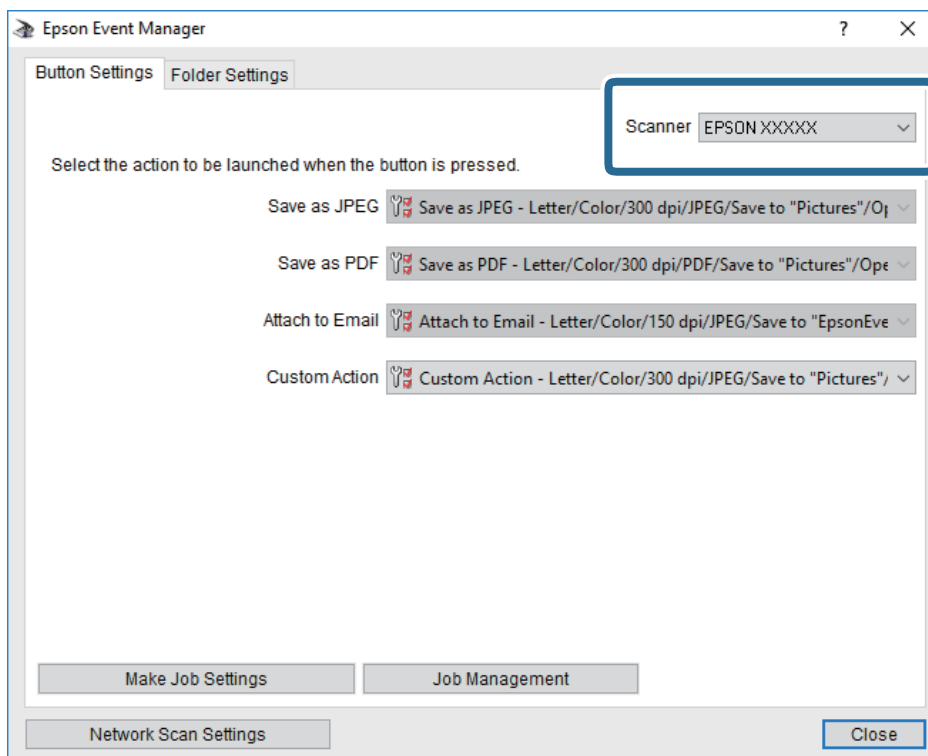 Epson Event Manager
?
Button Settings
Folder Settings
Scanner EPSON XXXXX
Select the action to be launched when the button is pressed.
Save as JPEG Save as JPEG - Letter/Color/300 dpi/JPEG/Save to "Pictures"/Op
Save as PDF Save as PDF - Letter/Color/300 dpi/PDF/Save to "Pictures"/Ope
Attach to Email Attach to Email - Letter/Color/150 dpi/JPEG/Save to "EpsonEve
Custom Action Custom Action - Letter/Color/300 dpi/JPEG/Save to "Pictures"/
Make Job Settings
Job Management
Network Scan Settings
Close